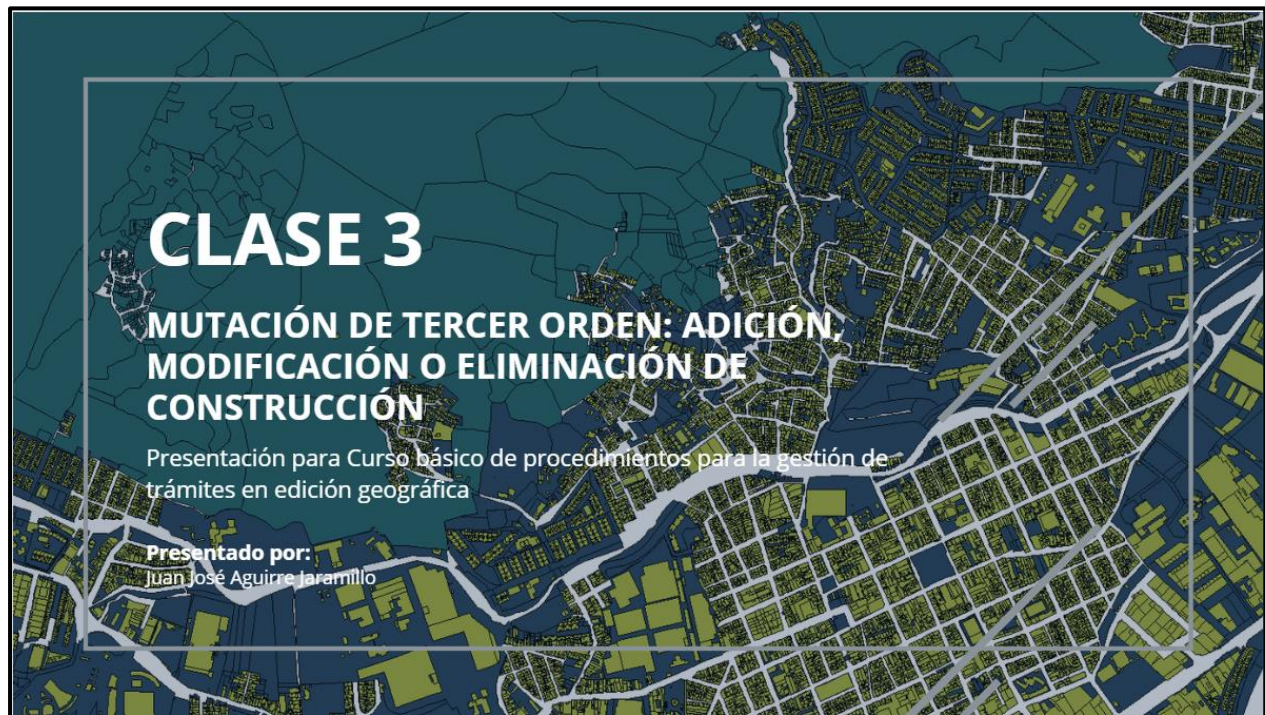 CLASE 3
MUTACIÓN DE TERCER ORDEN: ADICIÓN,
MODIFICACIÓN O ELIMINACIÓN DE
CONSTRUCCIÓN
Presentación para Curso básico de procedimientos para la gestión de
trámites en edición geográfica
Presentado por:
Juan José Aguirre Jaramillo